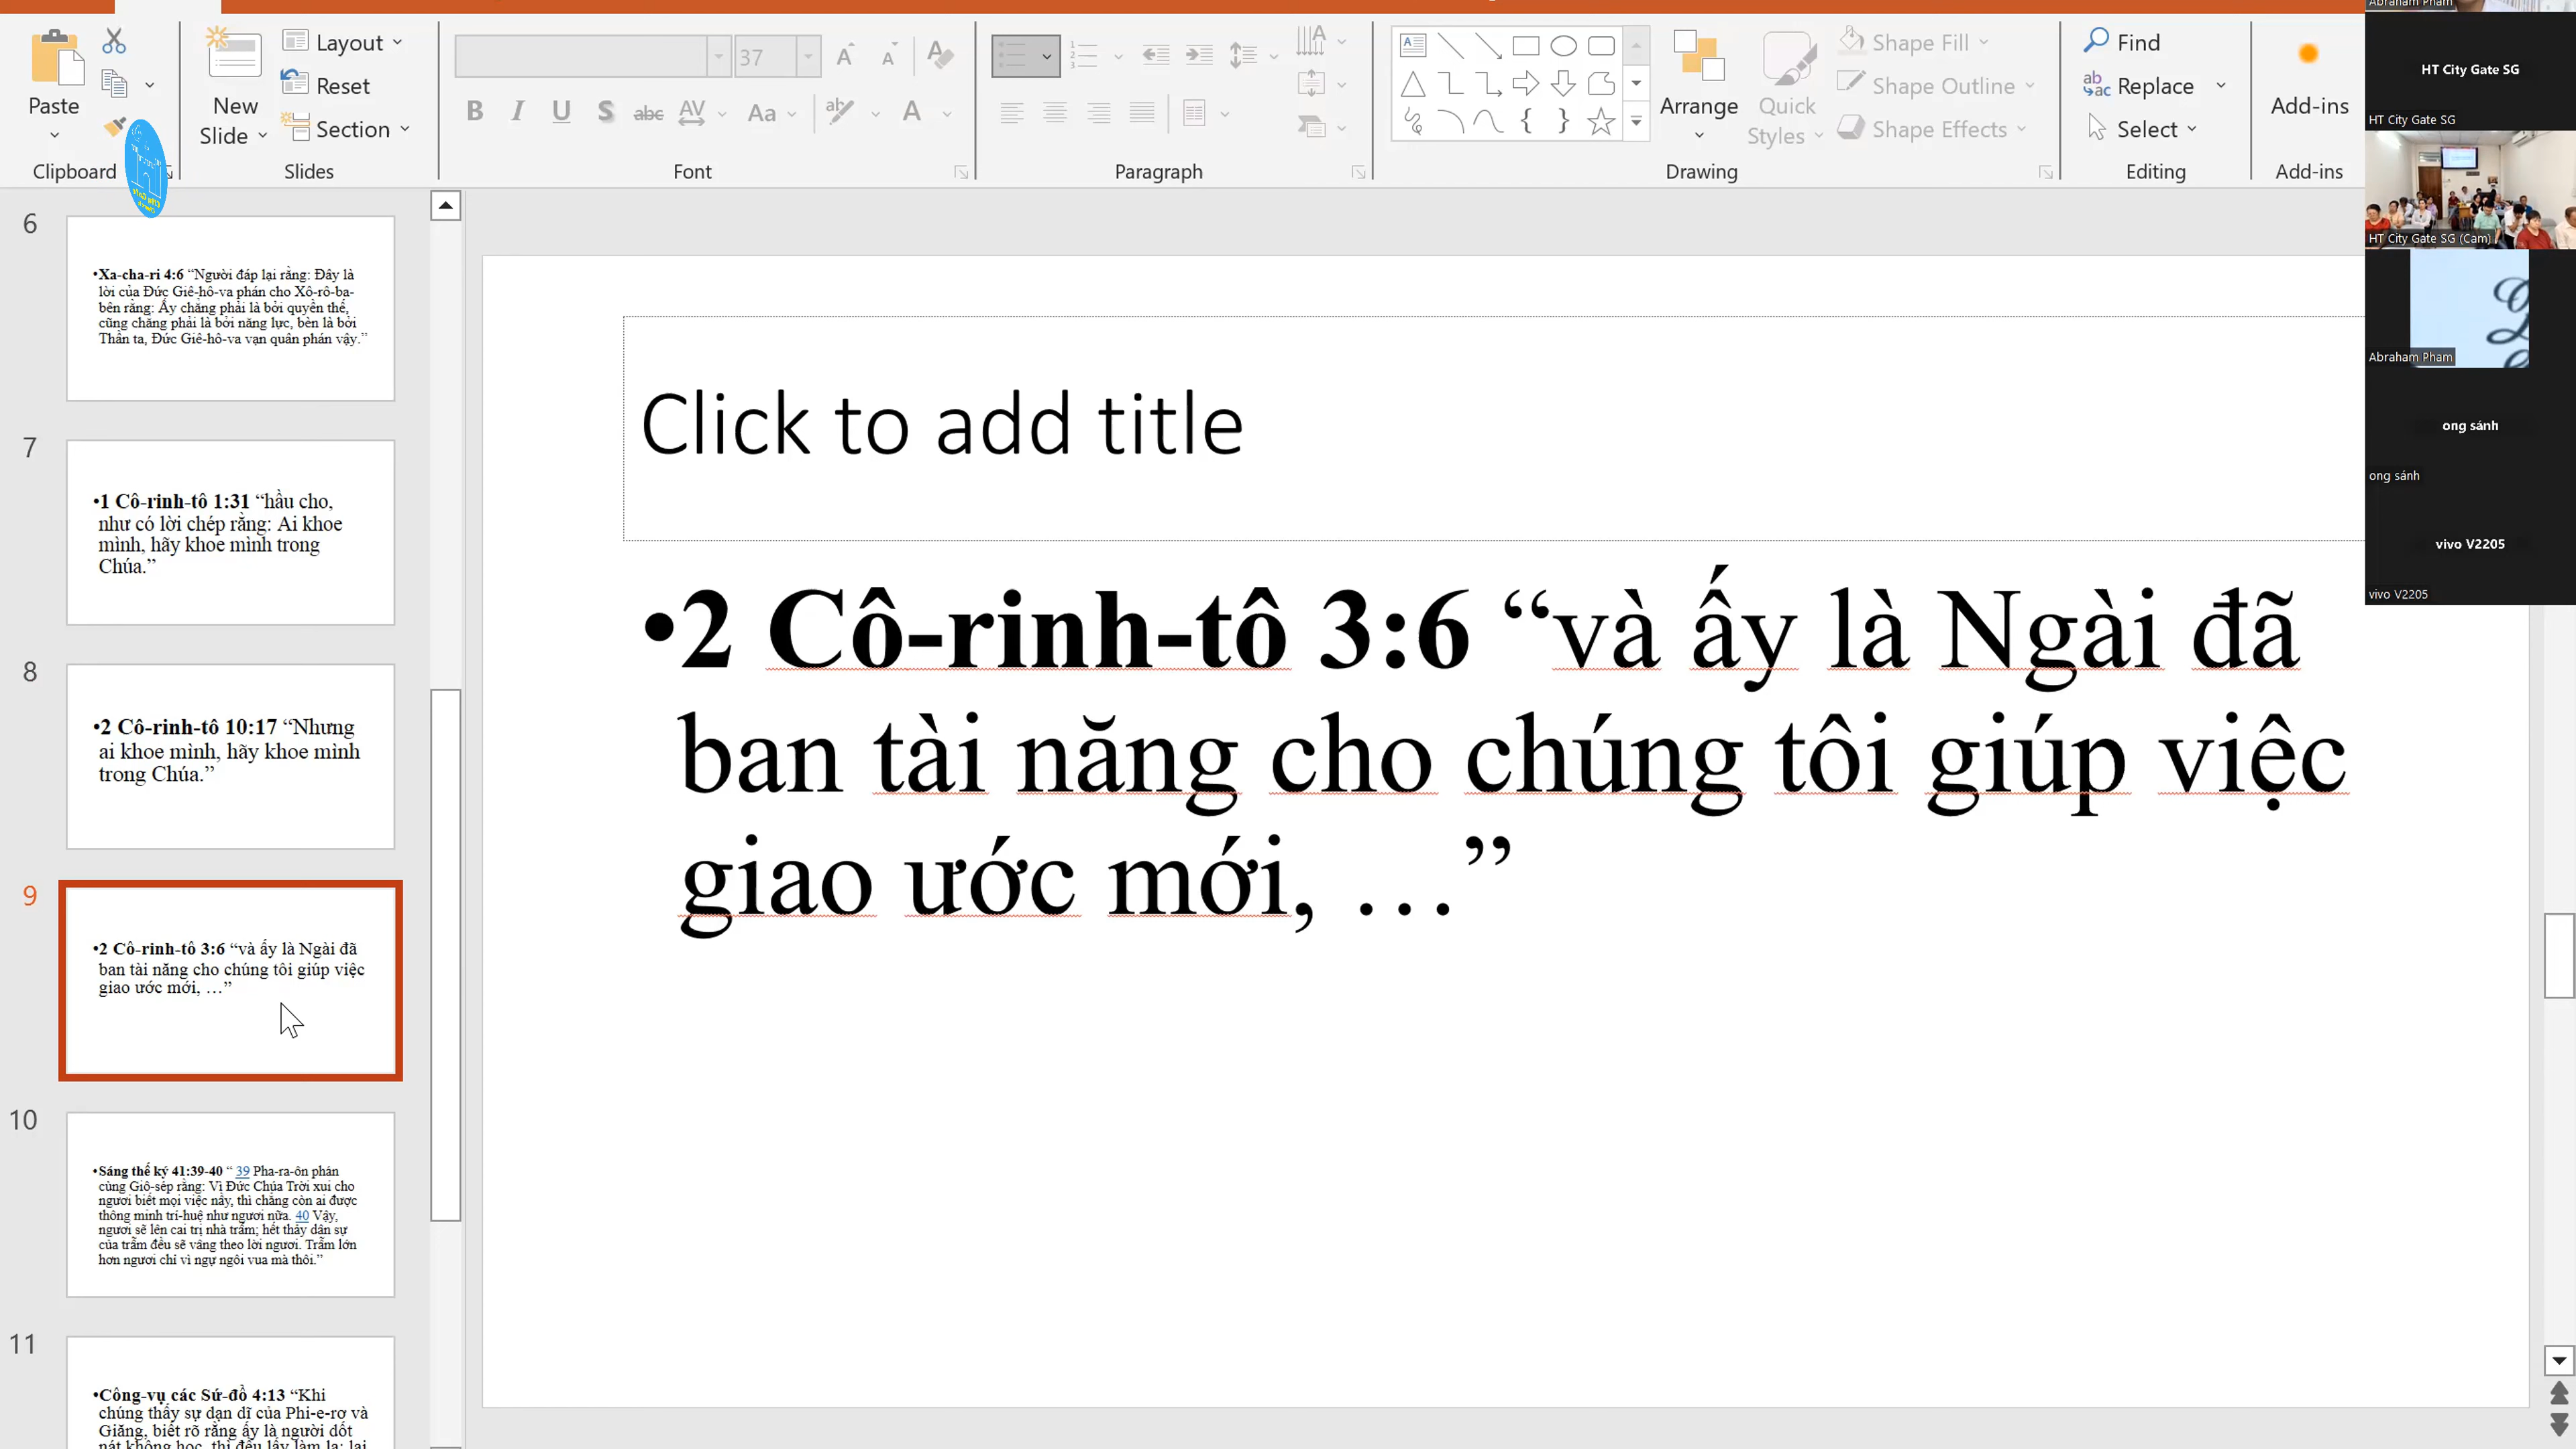 Paste
Clipboard
New
Slide
Layout
Reset
Section
Slides
37
B I U S abc AV Aa A
Font
Paragraph
Arrange
Quick
Styles
Shape Fill
Shape Outline
Shape Effects
Drawing
Find
Replace
Select
Editing
Add-ins
Add-ins
Abraham Pham
HT City Gate SG
HT City Gate SG
HT City Gate SG (Cam)
Abraham Pham
ong sánh
ong sánh
vivo V2205
vivo V2205
6
•Xa-cha-ri 4:6 “Người đáp lại rằng: Đây là
lời của Đức Giê-hô-va phán cho Xô-rô-ba-
bên rằng: Ấy chẳng phải là bởi quyền thế,
cũng chẳng phải là bởi năng lực, bèn là bởi
Thần ta, Đức Giê-hô-va vạn quân phán vậy.”
7
•1 Cô-rinh-tô 1:31 “hầu cho,
như có lời chép rằng: Ai khoe
mình, hãy khoe mình trong
Chúa.”
8
•2 Cô-rinh-tô 10:17 “Nhưng
ai khoe mình, hãy khoe mình
trong Chúa.”
9
•2 Cô-rinh-tô 3:6 “và ấy là Ngài đã
ban tài năng cho chúng tôi giúp việc
giao ước mới, …”
10
•Sáng thế ký 41:39-40 “ 39 Pha-ra-ôn phán
cùng Giô-sép rằng: Vì Đức Chúa Trời xui cho
ngươi biết mọi việc nầy, thì chẳng còn ai được
thông minh trí-huệ như ngươi nữa. 40 Vậy,
ngươi sẽ lên cai trị nhà trẫm; hết thảy dân sự
của trẫm đều sẽ vâng theo lời ngươi. Trẫm lớn
hơn ngươi chỉ vì ngự ngôi vua mà thôi.”
11
•Công-vụ các Sứ-đồ 4:13 “Khi
chúng thấy sự dạn dĩ của Phi-e-rơ và
Giăng, biết rõ rằng ấy là người dốt
nát không học, thì đều lấy làm lạ; lại
Click to add title
•2 Cô-rinh-tô 3:6 “và ấy là Ngài đã
ban tài năng cho chúng tôi giúp việc
giao ước mới, …”